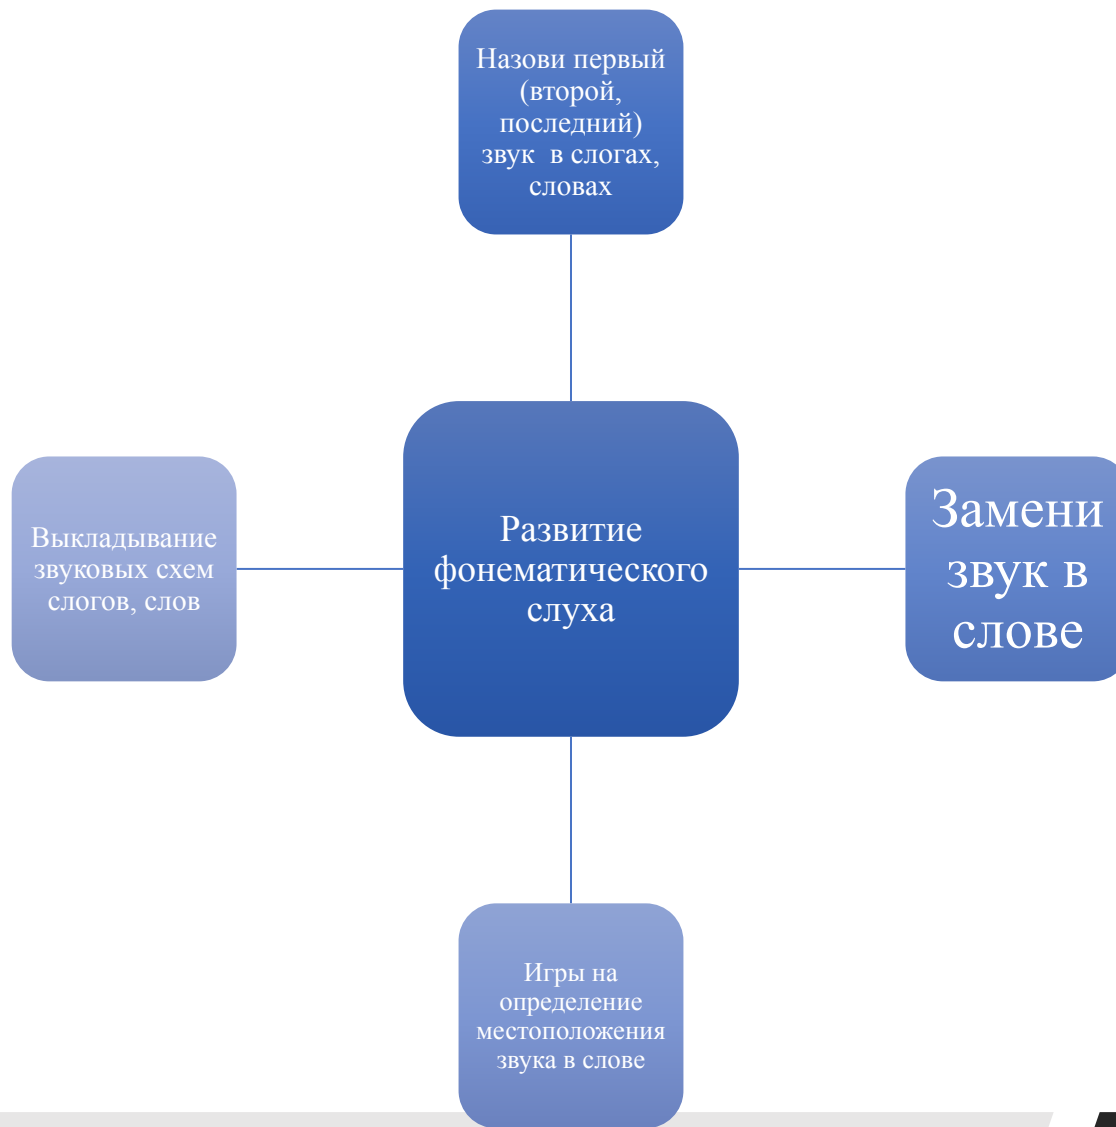 Назови первый
(второй,
последний)
звук в слогах,
словах
Выкладывание
звуковых схем
слогов, слов
Развитие
фонематического
слуха
Замени
звук в
слове
Игры на
определение
местоположения
звука в слове